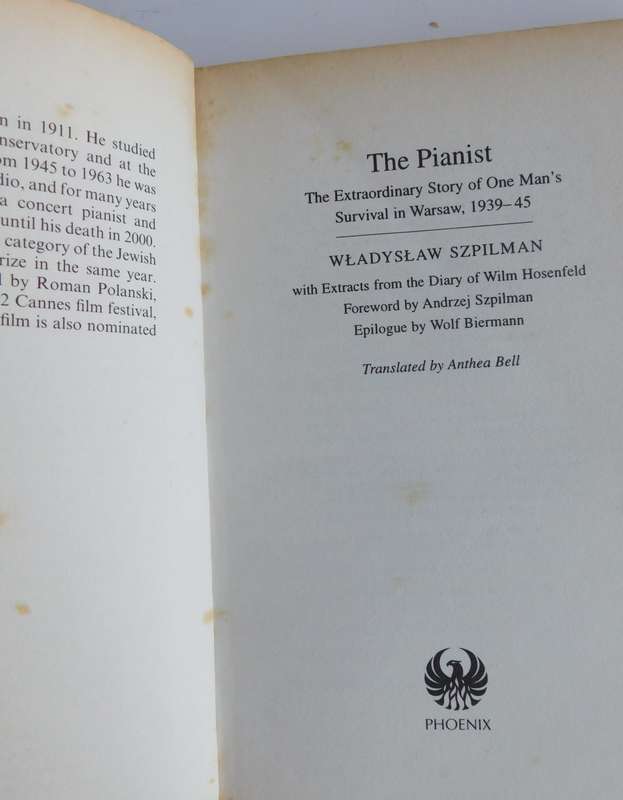 n in 1911. He studied
nservatory and at the
om 1945 to 1963 he was
dio, and for many years
a concert pianist and
until his death in 2000.
category of the Jewish
rize in the same year.
by Roman Polanski,
2 Cannes film festival,
film is also nominated
The Pianist
The Extraordinary Story of One Man's
Survival in Warsaw, 1939–45
WŁADYSŁAW SZPILMAN
with Extracts from the Diary of Wilm Hosenfeld
Foreword by Andrzej Szpilman
Epilogue by Wolf Biermann
Translated by Anthea Bell
PHOENIX